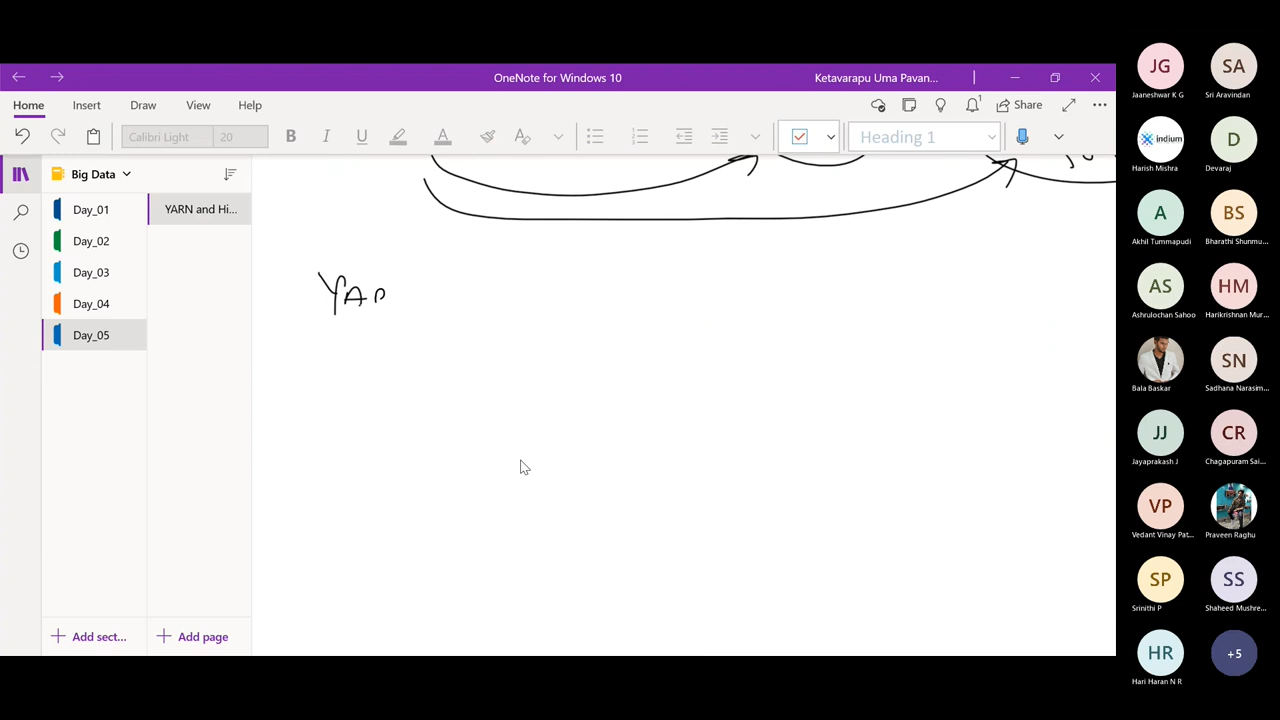 OneNote for Windows 10
Ketavarapu Uma Pavan...
Home Insert Draw View Help
1 Share
Calibri Light 20 B I U A Heading 1
Big Data
Day_01 YARN and Hi...
Day_02
Day_03
Day_04
Day_05
YAR
Add sect... Add page
JG SA
Jaaneshwar K G Sri Aravindan
indium D
Harish Mishra Devaraj
A BS
Akhil Tummapudi Bharathi Shunmu...
AS HM
Ashrulochan Sahoo Harikrishnan Mur...
SN
Bala Baskar Sadhana Narasim...
JJ CR
Jayaprakash J Chagapuram Sai...
VP
Vedant Vinay Pat... Praveen Raghu
SP SS
Srinithi P Shaheed Mushre...
HR +5
Hari Haran N R